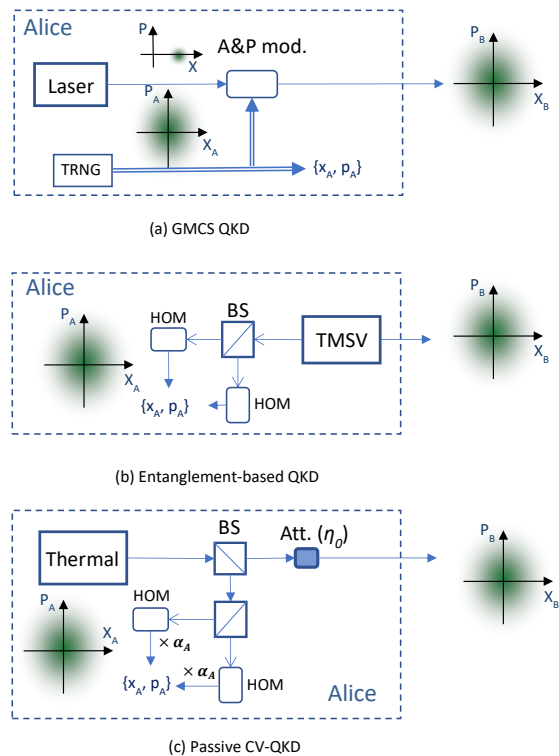 Alice
P
X
A&P mod.
Laser
P_A
X_A
P_B
X_B
TRNG
{x_A, p_A}
(a) GMCS QKD
Alice
P_A
X_A
HOM
BS
TMSV
P_B
X_B
{x_A, p_A}
HOM
(b) Entanglement-based QKD
BS
Att. (η_0)
Thermal
P_B
X_B
P_A
X_A
HOM
× α_A
× α_A
{x_A, p_A}
HOM
Alice
(c) Passive CV-QKD